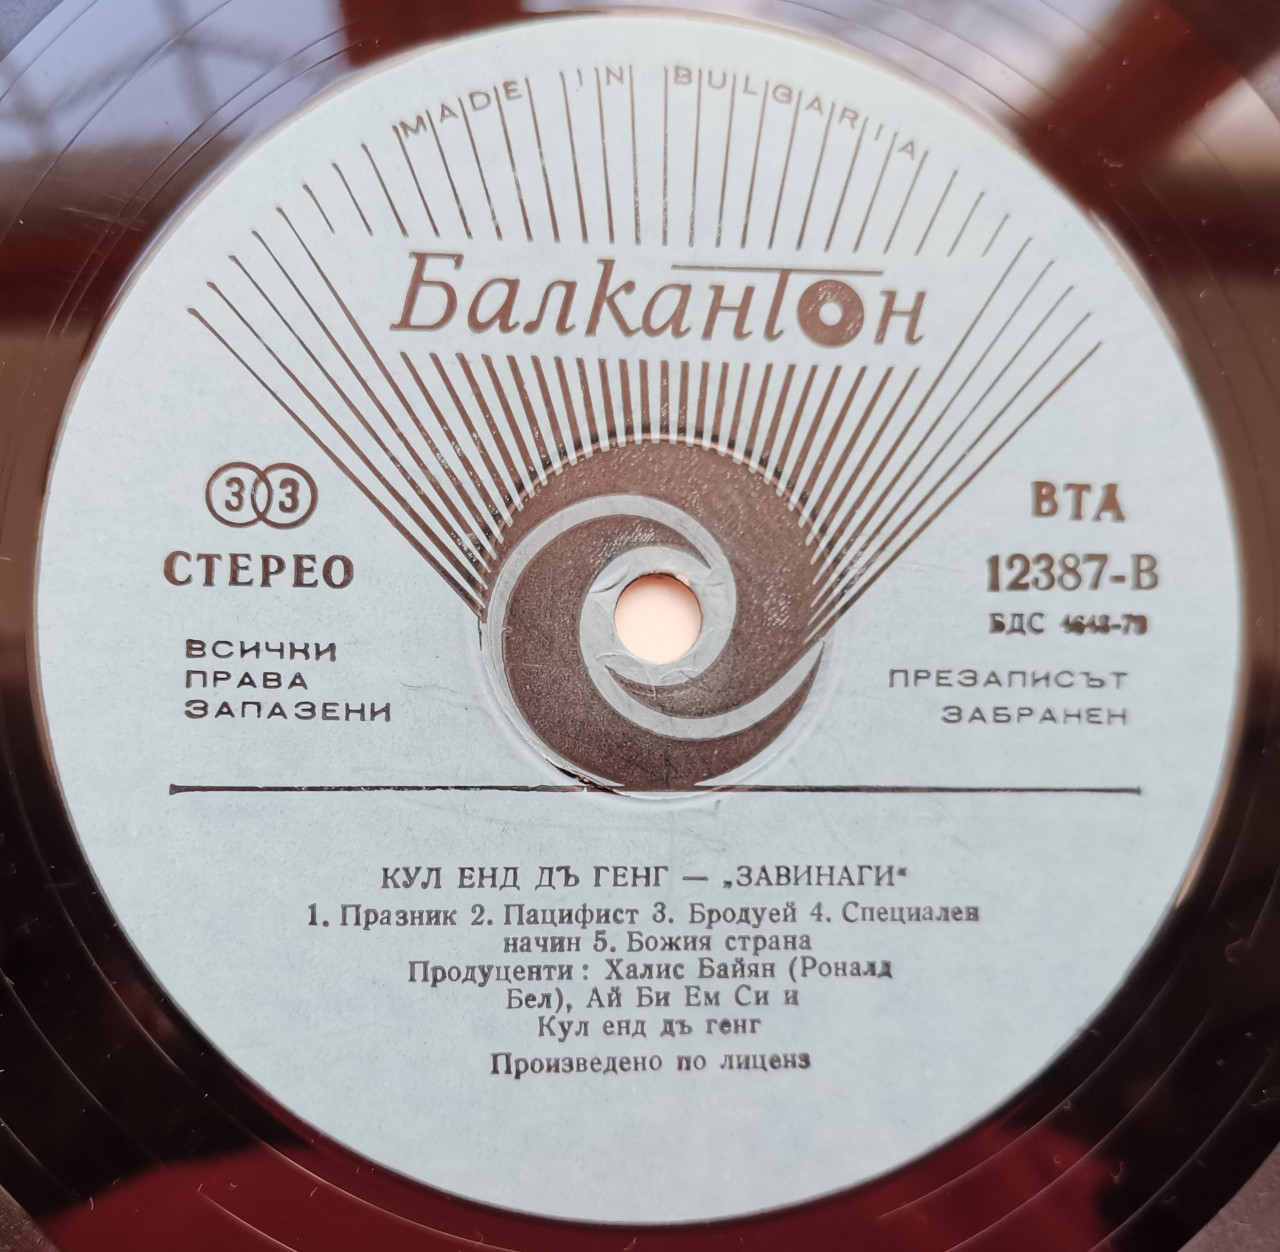 MADE IN BULGARIA
Балкантон
33
СТЕРЕО
ВСИЧКИ
ПРАВА
ЗАПАЗЕНИ
ВТА
12387-В
БДС 4643-73
ПРЕЗАПИСЪТ
ЗАБРАНЕН
КУЛ ЕНД ДЪ ГЕНГ — „ЗАВИНАГИ“
1. Празник 2. Пацифист 3. Бродуей 4. Специален
начин 5. Божия страна
Продуценти: Халис Байян (Роналд
Бел), Ай Би Ем Си и
Кул енд дъ генг
Произведено по лиценз